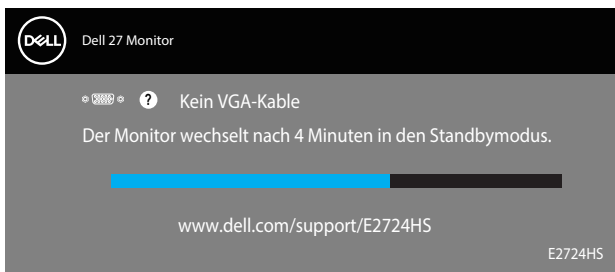 DELL Dell 27 Monitor
? Kein VGA-Kable
Der Monitor wechselt nach 4 Minuten in den Standbymodus.
www.dell.com/support/E2724HS
E2724HS